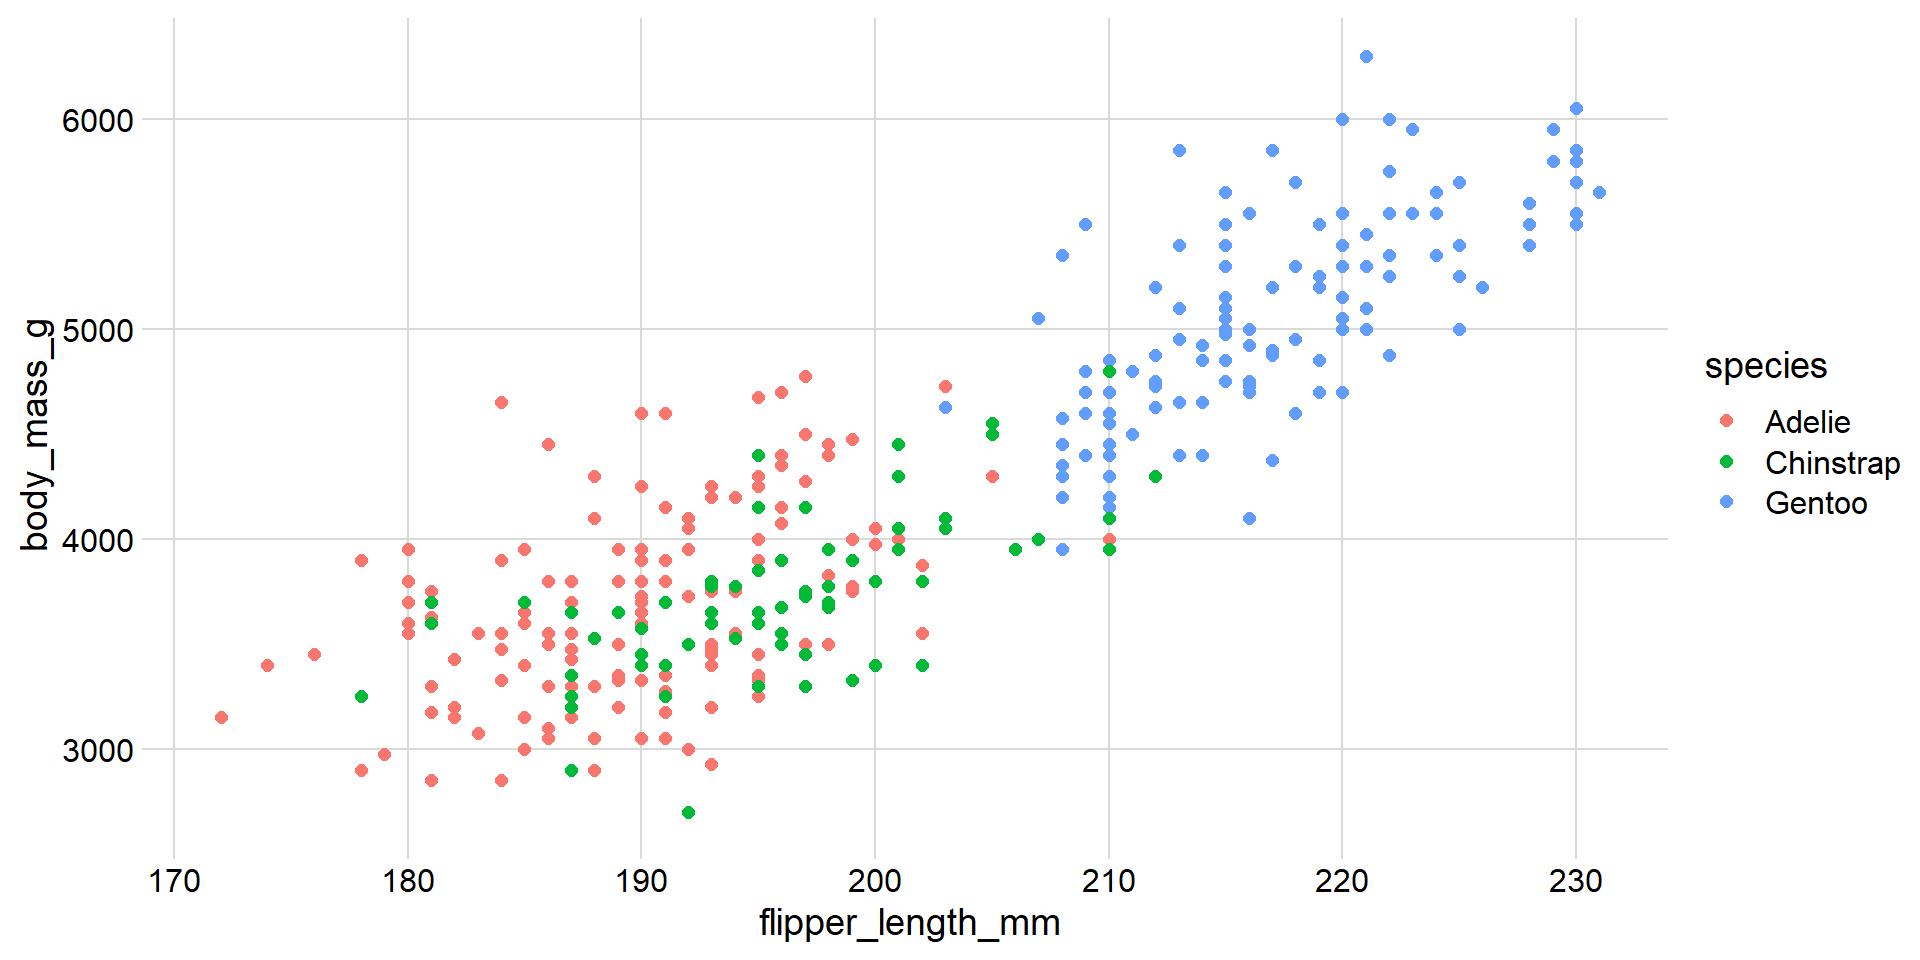 6000
5000
4000
3000
body_mass_g
170 180 190 200 210 220 230
flipper_length_mm
species
Adelie
Chinstrap
Gentoo